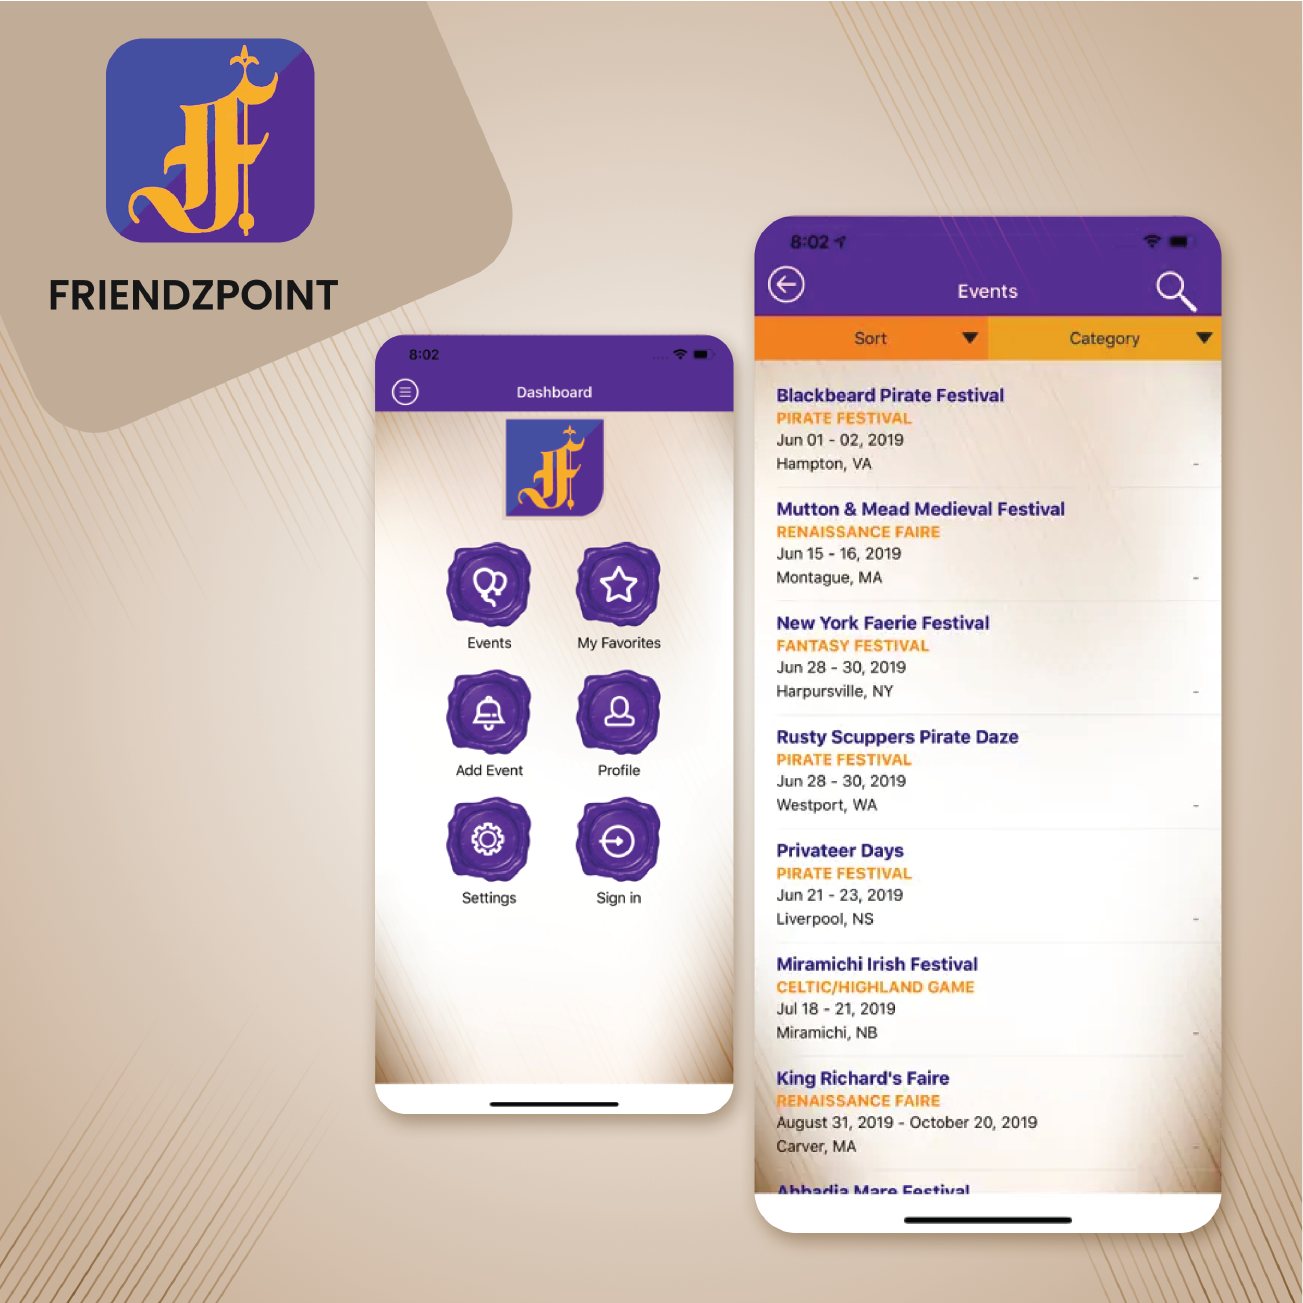 FRIENDZPOINT
8:02
Dashboard
Events
My Favorites
Add Event
Profile
Settings
Sign in
8:02
Events
Sort
Category
Blackbeard Pirate Festival
PIRATE FESTIVAL
Jun 01 - 02, 2019
Hampton, VA
-
Mutton & Mead Medieval Festival
RENAISSANCE FAIRE
Jun 15 - 16, 2019
Montague, MA
-
New York Faerie Festival
FANTASY FESTIVAL
Jun 28 - 30, 2019
Harpursville, NY
-
Rusty Scuppers Pirate Daze
PIRATE FESTIVAL
Jun 28 - 30, 2019
Westport, WA
-
Privateer Days
PIRATE FESTIVAL
Jun 21 - 23, 2019
Liverpool, NS
-
Miramichi Irish Festival
CELTIC/HIGHLAND GAME
Jul 18 - 21, 2019
Miramichi, NB
-
King Richard's Faire
RENAISSANCE FAIRE
August 31, 2019 - October 20, 2019
Carver, MA
-
Abbadia Mare Festival